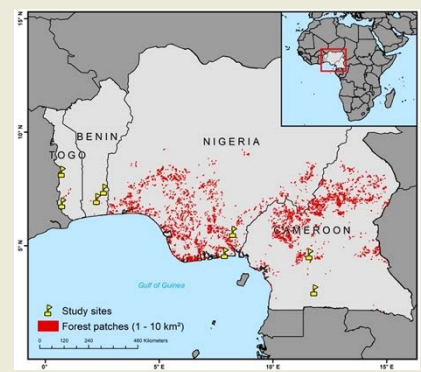 15°N
10°N
5°N
BENIN
TOGO
NIGERIA
CAMEROON
Gulf of Guinea
Study sites
Forest patches (1 - 10 km²)
0 120 240 480 Kilometers
0° 5°E 10°E 15°E